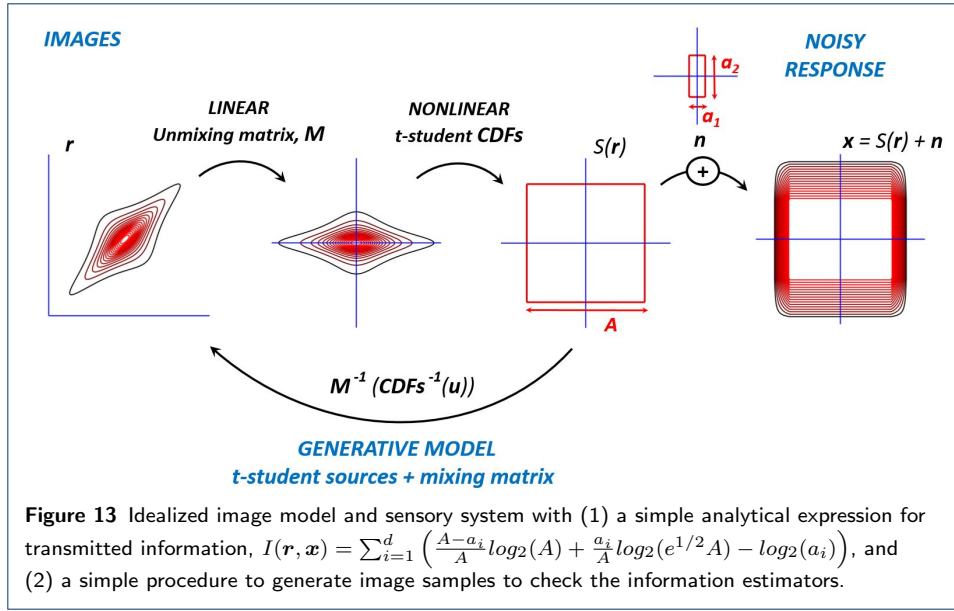 IMAGES
NOISY
RESPONSE
a₂
a₁
LINEAR
Unmixing matrix, M
NONLINEAR
t-student CDFs
r
S(r)
n
+
x = S(r) + n
A
M⁻¹ (CDFs⁻¹(u))
GENERATIVE MODEL
t-student sources + mixing matrix
Figure 13 Idealized image model and sensory system with (1) a simple analytical expression for
transmitted information, I(r, x) = ∑ᵢ₌₁ᵈ ( (A−aᵢ)/A log₂(A) + aᵢ/A log₂(e^{1/2}A) − log₂(aᵢ) ), and
(2) a simple procedure to generate image samples to check the information estimators.